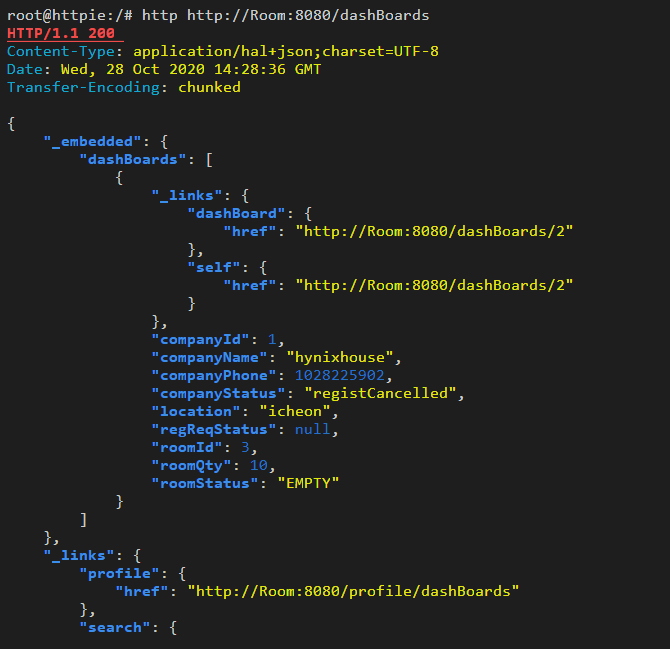 root@httpie:/# http http://Room:8080/dashBoards
HTTP/1.1 200
Content-Type: application/hal+json;charset=UTF-8
Date: Wed, 28 Oct 2020 14:28:36 GMT
Transfer-Encoding: chunked

{
    "_embedded": {
        "dashBoards": [
            {
                "_links": {
                    "dashBoard": {
                        "href": "http://Room:8080/dashBoards/2"
                    },
                    "self": {
                        "href": "http://Room:8080/dashBoards/2"
                    }
                },
                "companyId": 1,
                "companyName": "hynixhouse",
                "companyPhone": 1028225902,
                "companyStatus": "registCancelled",
                "location": "icheon",
                "regReqStatus": null,
                "roomId": 3,
                "roomQty": 10,
                "roomStatus": "EMPTY"
            }
        ]
    },
    "_links": {
        "profile": {
            "href": "http://Room:8080/profile/dashBoards"
        },
        "search": {